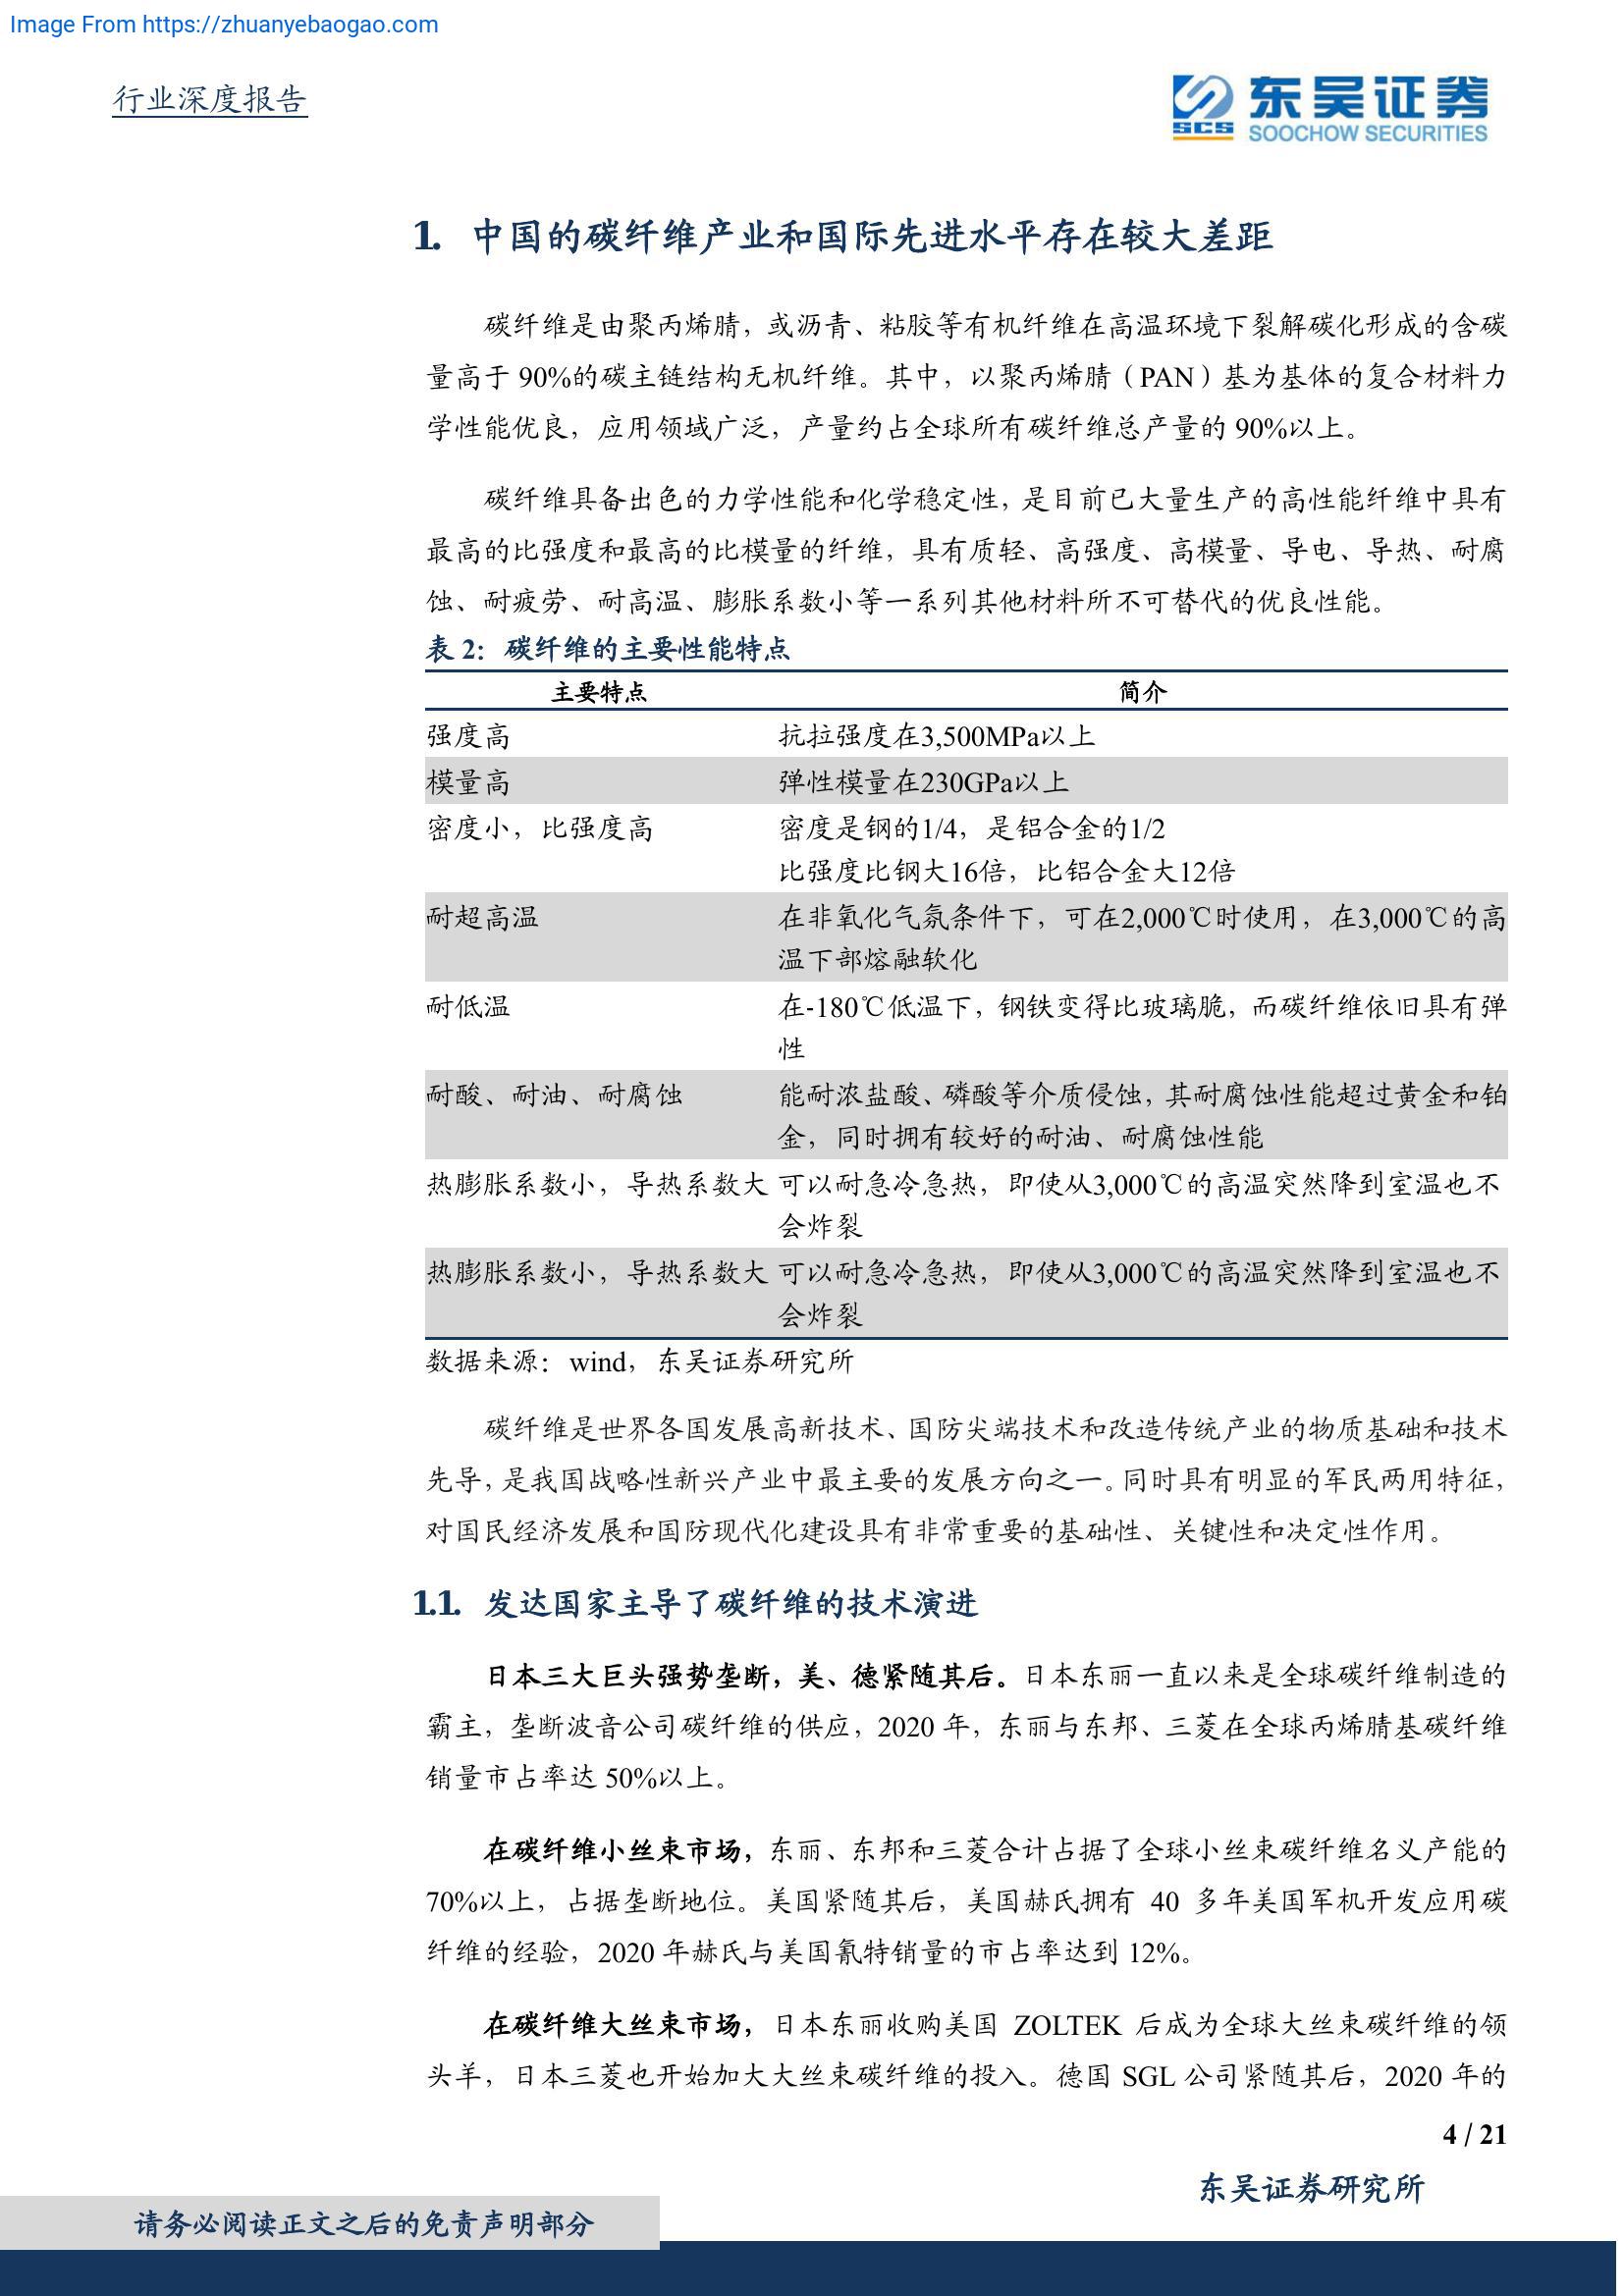 Image From https://zhuanyebaogao.com
行业深度报告
SCS
东吴证券
SOOCHOW SECURITIES
1. 中国的碳纤维产业和国际先进水平存在较大差距
碳纤维是由聚丙烯腈，或沥青、粘胶等有机纤维在高温环境下裂解碳化形成的含碳
量高于 90%的碳主链结构无机纤维。其中，以聚丙烯腈（PAN）基为基体的复合材料力
学性能优良，应用领域广泛，产量约占全球所有碳纤维总产量的 90%以上。
碳纤维具备出色的力学性能和化学稳定性，是目前已大量生产的高性能纤维中具有
最高的比强度和最高的比模量的纤维，具有质轻、高强度、高模量、导电、导热、耐腐
蚀、耐疲劳、耐高温、膨胀系数小等一系列其他材料所不可替代的优良性能。
表 2：碳纤维的主要性能特点
主要特点 简介
强度高 抗拉强度在3,500MPa以上
模量高 弹性模量在230GPa以上
密度小，比强度高 密度是钢的1/4，是铝合金的1/2
比强度比钢大16倍，比铝合金大12倍
耐超高温 在非氧化气氛条件下，可在2,000℃时使用，在3,000℃的高
温下部熔融软化
耐低温 在-180℃低温下，钢铁变得比玻璃脆，而碳纤维依旧具有弹
性
耐酸、耐油、耐腐蚀 能耐浓盐酸、磷酸等介质侵蚀，其耐腐蚀性能超过黄金和铂
金，同时拥有较好的耐油、耐腐蚀性能
热膨胀系数小，导热系数大 可以耐急冷急热，即使从3,000℃的高温突然降到室温也不
会炸裂
热膨胀系数小，导热系数大 可以耐急冷急热，即使从3,000℃的高温突然降到室温也不
会炸裂
数据来源：wind，东吴证券研究所
碳纤维是世界各国发展高新技术、国防尖端技术和改造传统产业的物质基础和技术
先导，是我国战略性新兴产业中最主要的发展方向之一。同时具有明显的军民两用特征，
对国民经济发展和国防现代化建设具有非常重要的基础性、关键性和决定性作用。
1.1. 发达国家主导了碳纤维的技术演进
日本三大巨头强势垄断，美、德紧随其后。日本东丽一直以来是全球碳纤维制造的
霸主，垄断波音公司碳纤维的供应，2020 年，东丽与东邦、三菱在全球丙烯腈基碳纤维
销量市占率达 50%以上。
在碳纤维小丝束市场，东丽、东邦和三菱合计占据了全球小丝束碳纤维名义产能的
70%以上，占据垄断地位。美国紧随其后，美国赫氏拥有 40 多年美国军机开发应用碳
纤维的经验，2020 年赫氏与美国氰特销量的市占率达到 12%。
在碳纤维大丝束市场，日本东丽收购美国 ZOLTEK 后成为全球大丝束碳纤维的领
头羊，日本三菱也开始加大大丝束碳纤维的投入。德国 SGL 公司紧随其后，2020 年的
4 / 21
东吴证券研究所
请务必阅读正文之后的免责声明部分